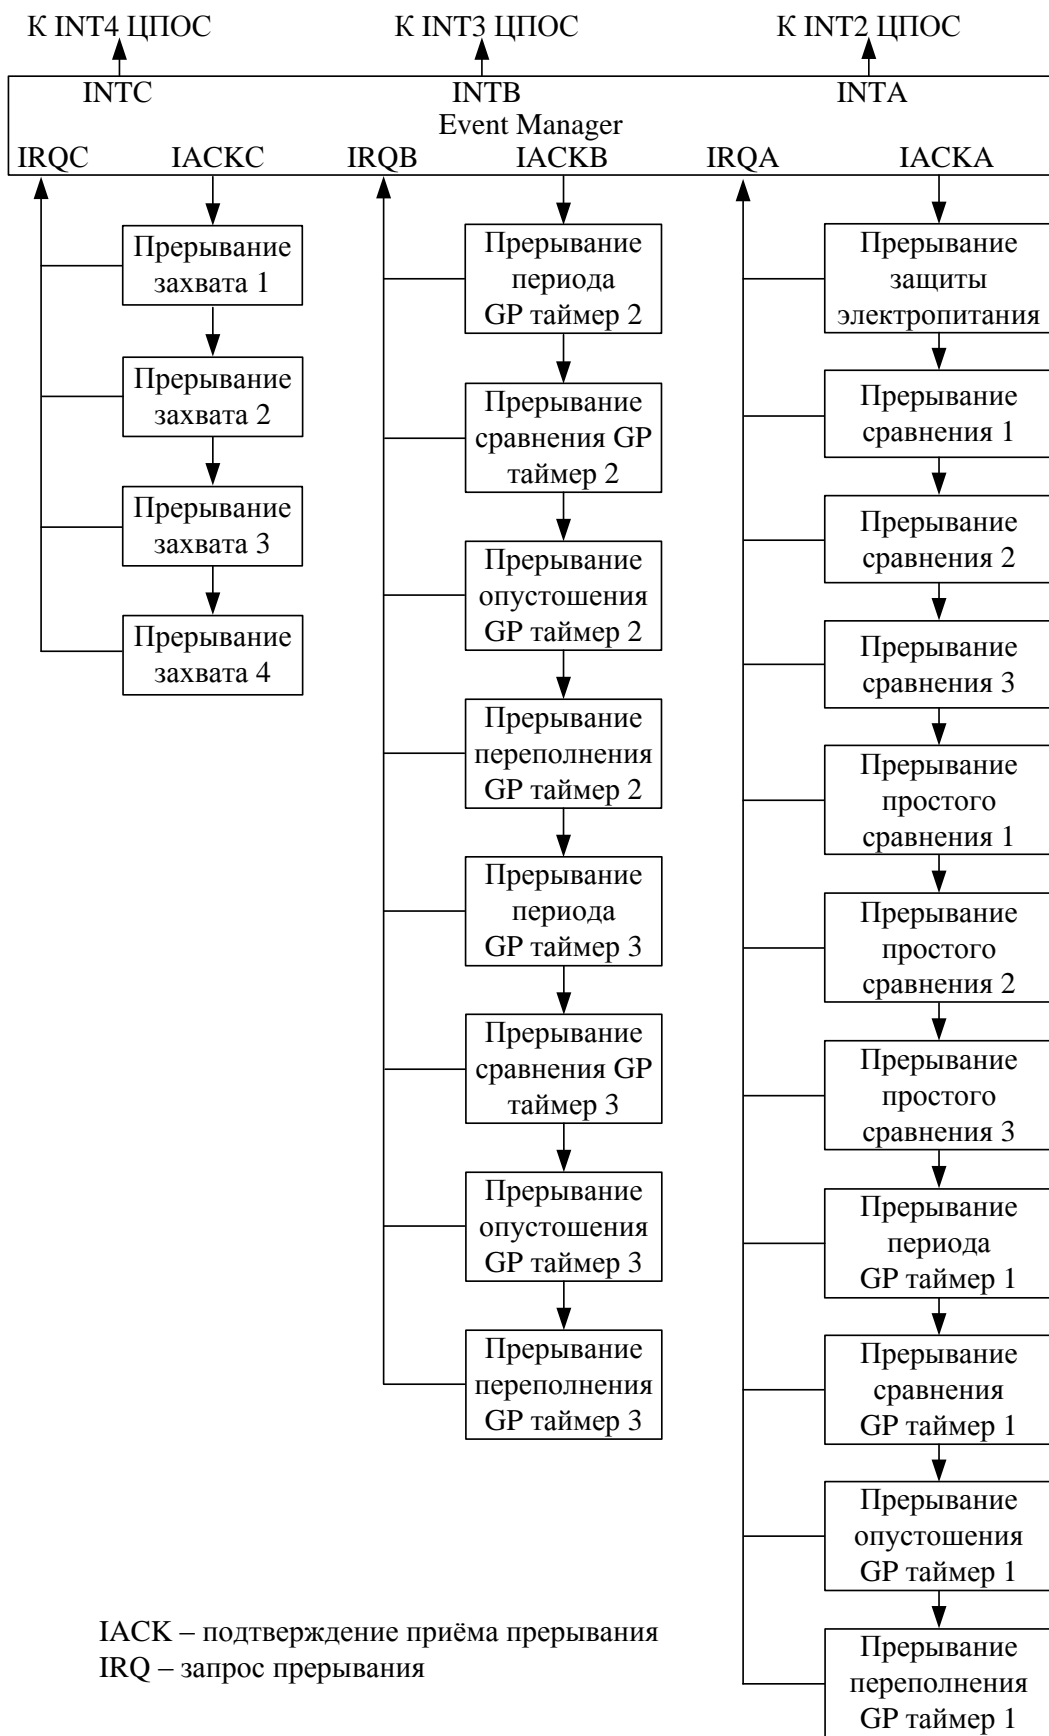 К INT4 ЦПОС
К INT3 ЦПОС
К INT2 ЦПОС
INTC
INTB
INTA
Event Manager
IRQC
IACKC
IRQB
IACKB
IRQA
IACKA
Прерывание
захвата 1
Прерывание
захвата 2
Прерывание
захвата 3
Прерывание
захвата 4
Прерывание
периода
GP таймер 2
Прерывание
сравнения GP
таймер 2
Прерывание
опустошения
GP таймер 2
Прерывание
переполнения
GP таймер 2
Прерывание
периода
GP таймер 3
Прерывание
сравнения GP
таймер 3
Прерывание
опустошения
GP таймер 3
Прерывание
переполнения
GP таймер 3
Прерывание
защиты
электропитания
Прерывание
сравнения 1
Прерывание
сравнения 2
Прерывание
сравнения 3
Прерывание
простого
сравнения 1
Прерывание
простого
сравнения 2
Прерывание
простого
сравнения 3
Прерывание
периода
GP таймер 1
Прерывание
сравнения
GP таймер 1
Прерывание
опустошения
GP таймер 1
Прерывание
переполнения
GP таймер 1
IACK – подтверждение приёма прерывания
IRQ – запрос прерывания